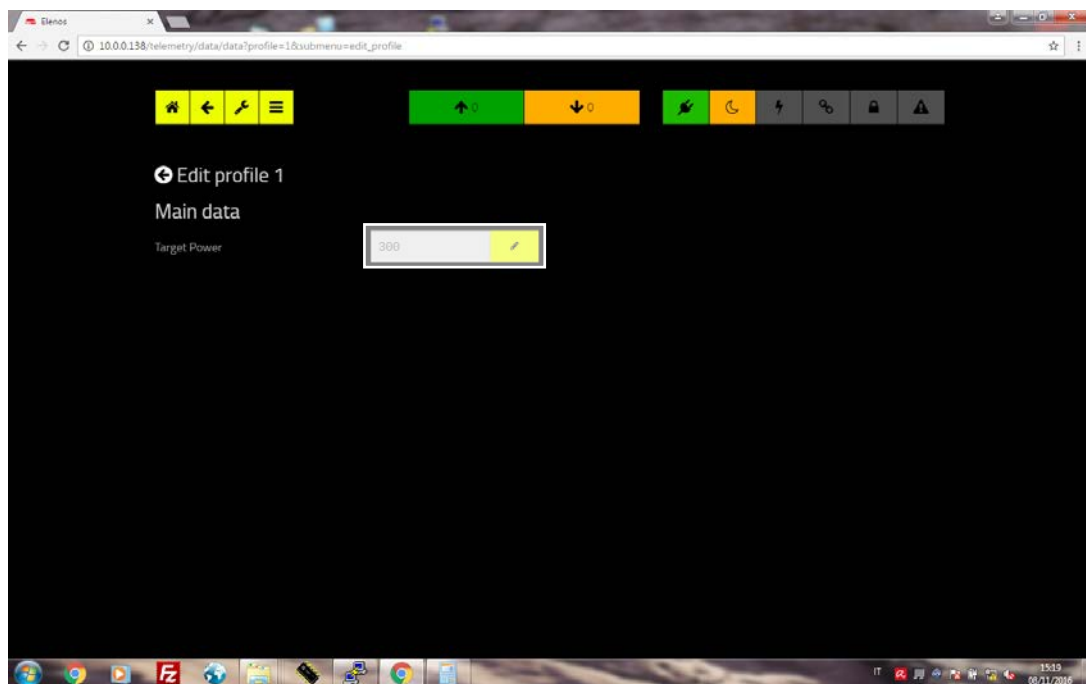 Elenos
10.0.0.138/telemetry/data/data?profile=1&submenu=edit_profile
0 0
Edit profile 1
Main data
Target Power 300
IT 15:19
08/11/2016